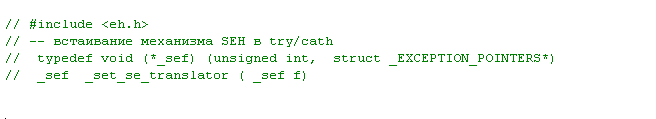 // #include <eh.h>
// -- встаивание механизма SEH в try/cath
//  typedef void (*_sef) (unsigned int,  struct _EXCEPTION_POINTERS*)
//  _sef  _set_se_translator ( _sef f)